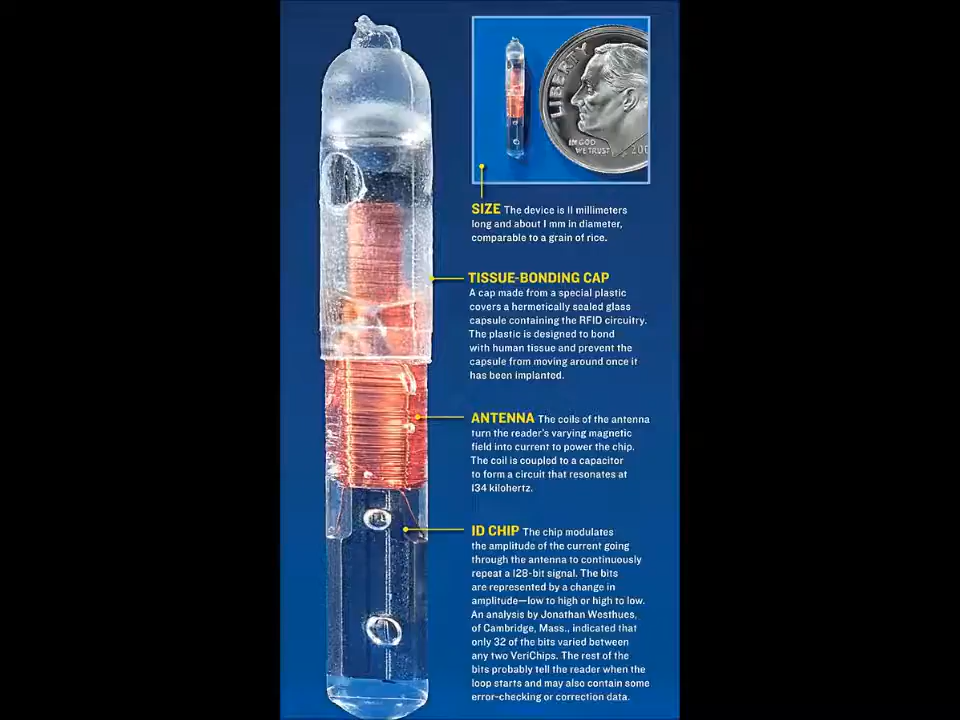 LIBERTY
IN GOD
WE TRUST
200
SIZE The device is 11 millimeters
long and about 1 mm in diameter,
comparable to a grain of rice.
TISSUE-BONDING CAP
A cap made from a special plastic
covers a hermetically sealed glass
capsule containing the RFID circuitry.
The plastic is designed to bond
with human tissue and prevent the
capsule from moving around once it
has been implanted.
ANTENNA The coils of the antenna
turn the reader's varying magnetic
field into current to power the chip.
The coil is coupled to a capacitor
to form a circuit that resonates at
134 kilohertz.
ID CHIP The chip modulates
the amplitude of the current going
through the antenna to continuously
repeat a 128-bit signal. The bits
are represented by a change in
amplitude—low to high or high to low.
An analysis by Jonathan Westhues,
of Cambridge, Mass., indicated that
only 32 of the bits varied between
any two VeriChips. The rest of the
bits probably tell the reader when the
loop starts and may also contain some
error-checking or correction data.